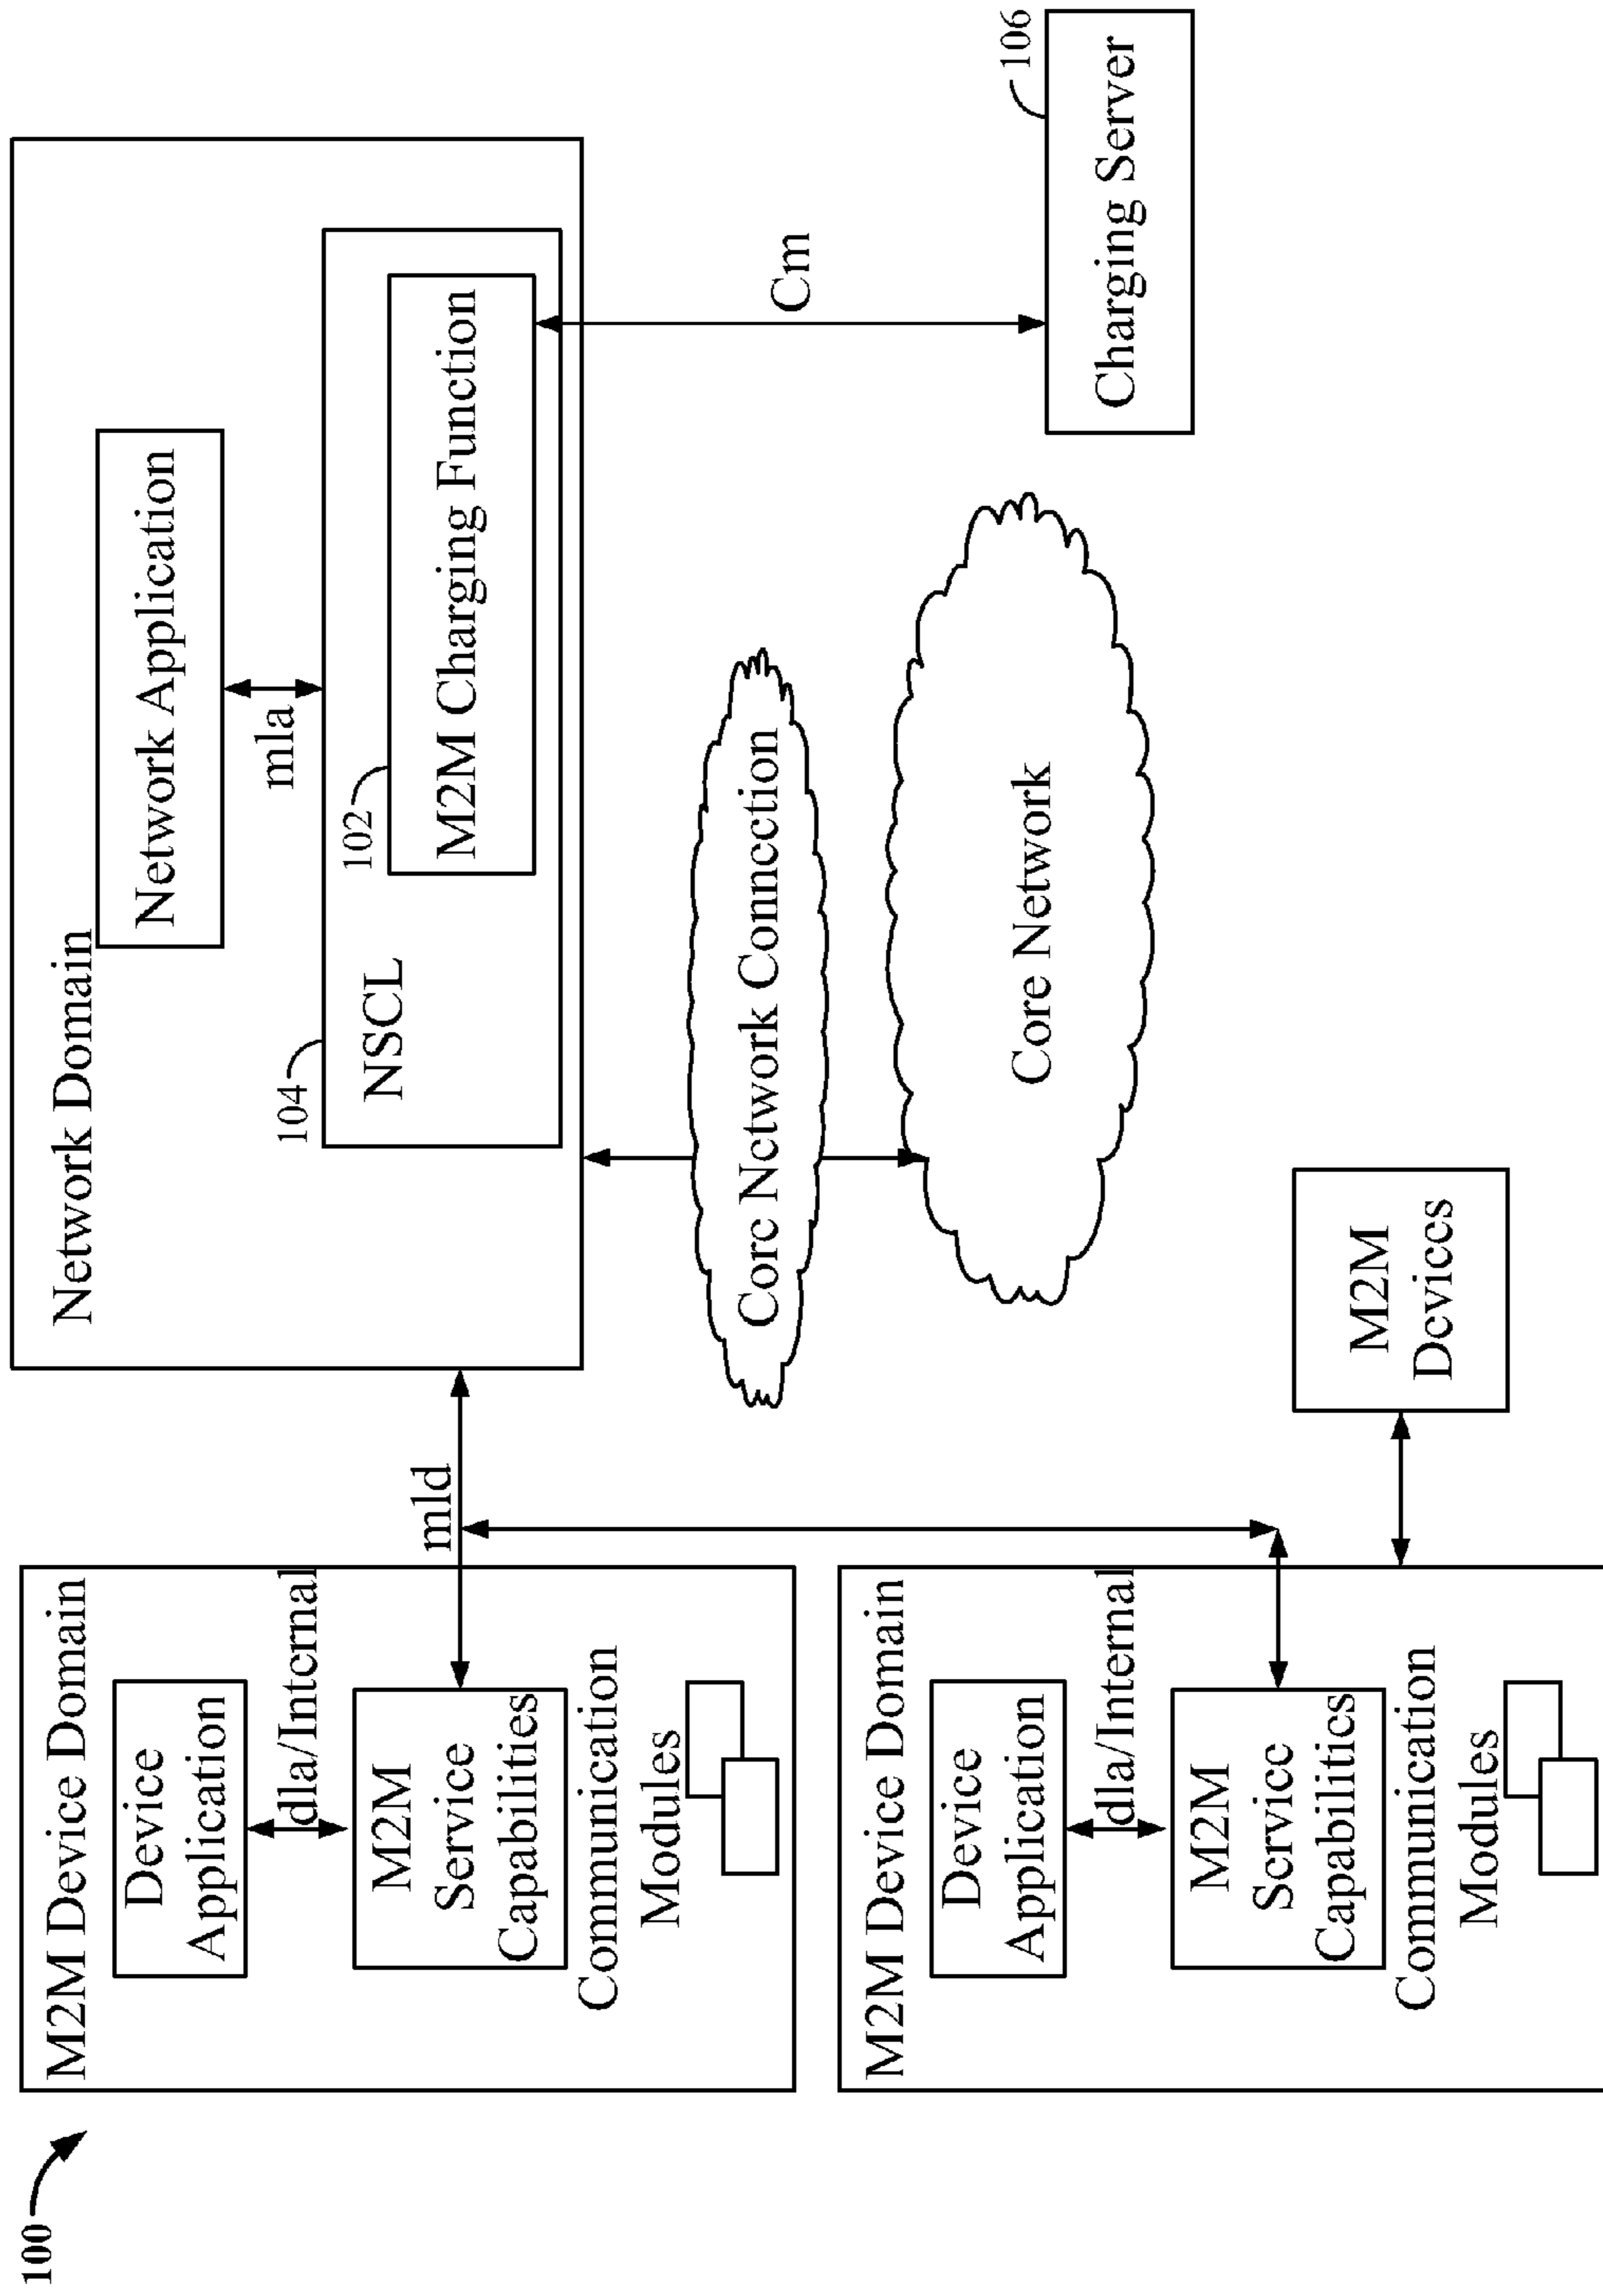 100
M2M Device Domain
Device
Application
dla/Internal
M2M
Service
Capabilities
Communication
Modules
mld
Network Domain
Network Application
mla
104
NSCL
102
M2M Charging Function
Cm
106
Charging Server
Core Network Connection
Core Network
M2M Device Domain
Device
Application
dla/Internal
M2M
Service
Capabilities
Communication
Modules
M2M
Devices